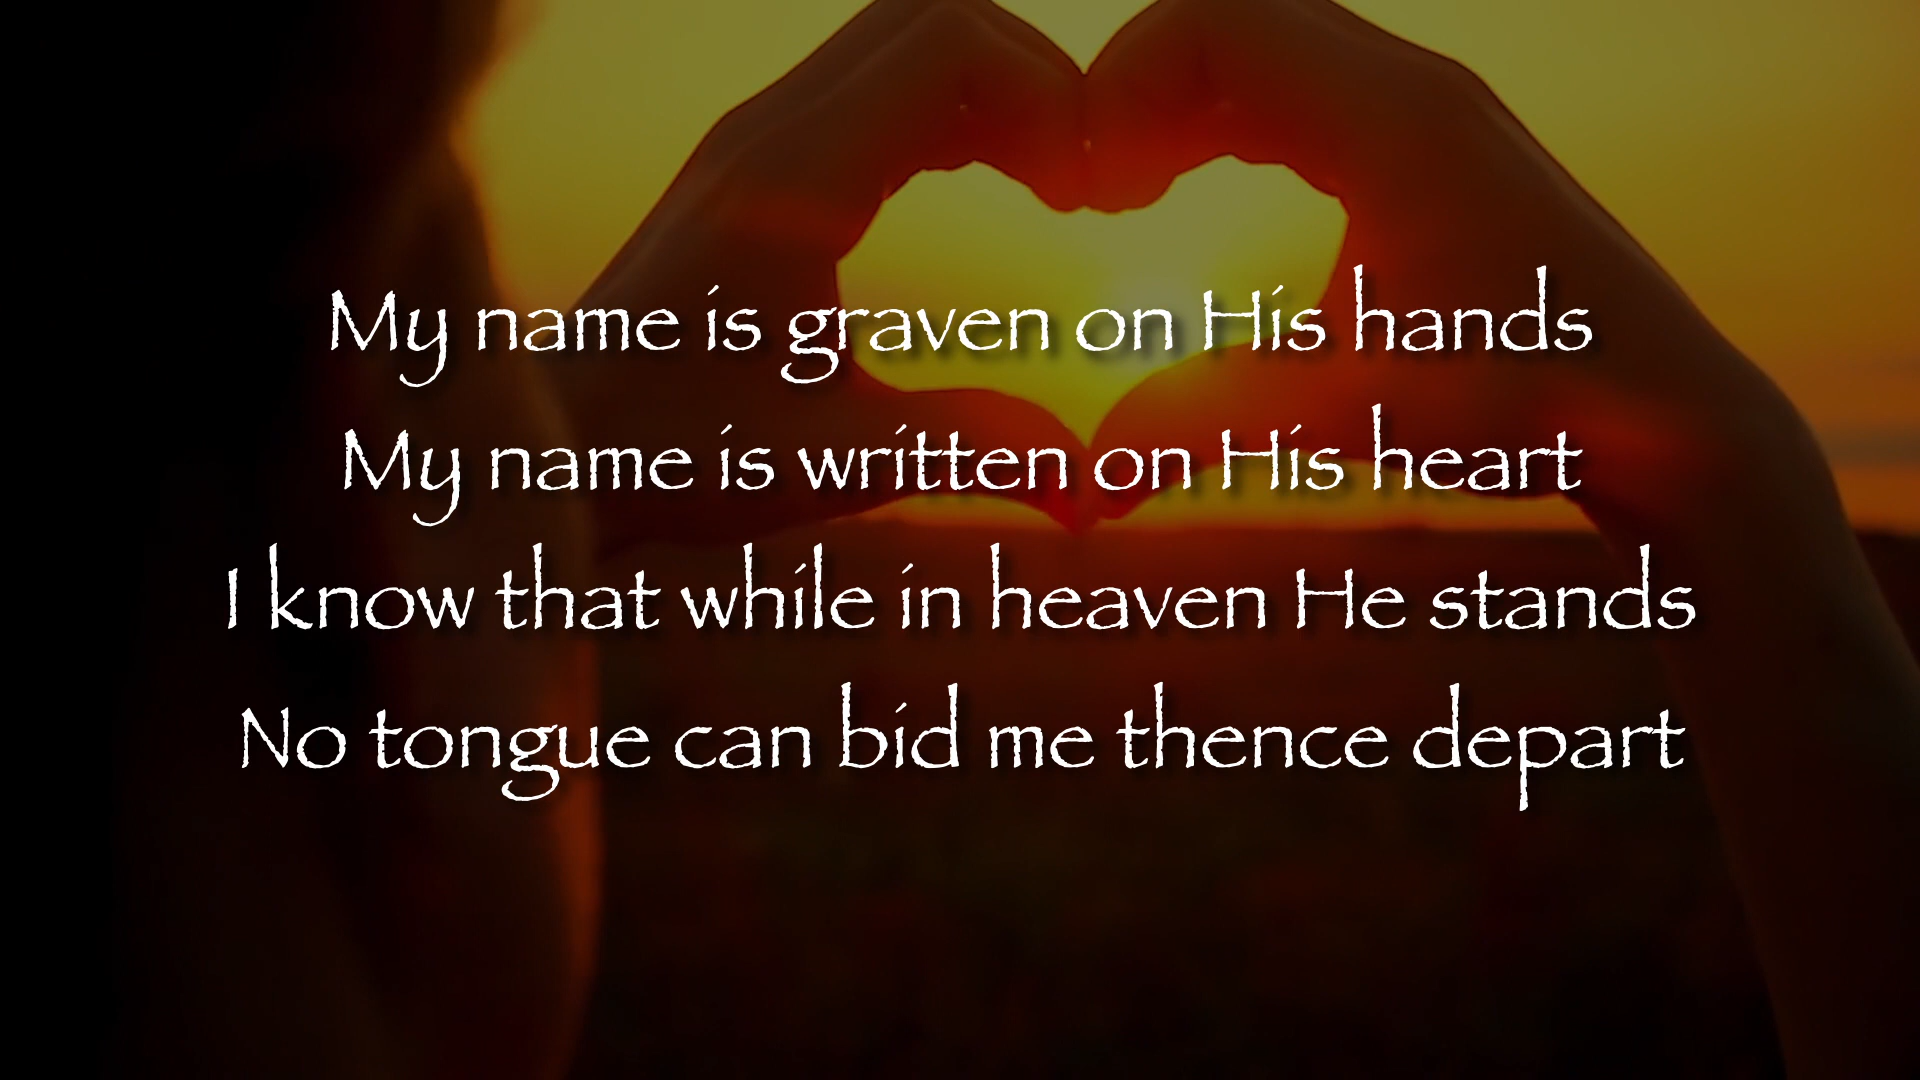 My name is graven on His hands
My name is written on His heart
I know that while in heaven He stands
No tongue can bid me thence depart